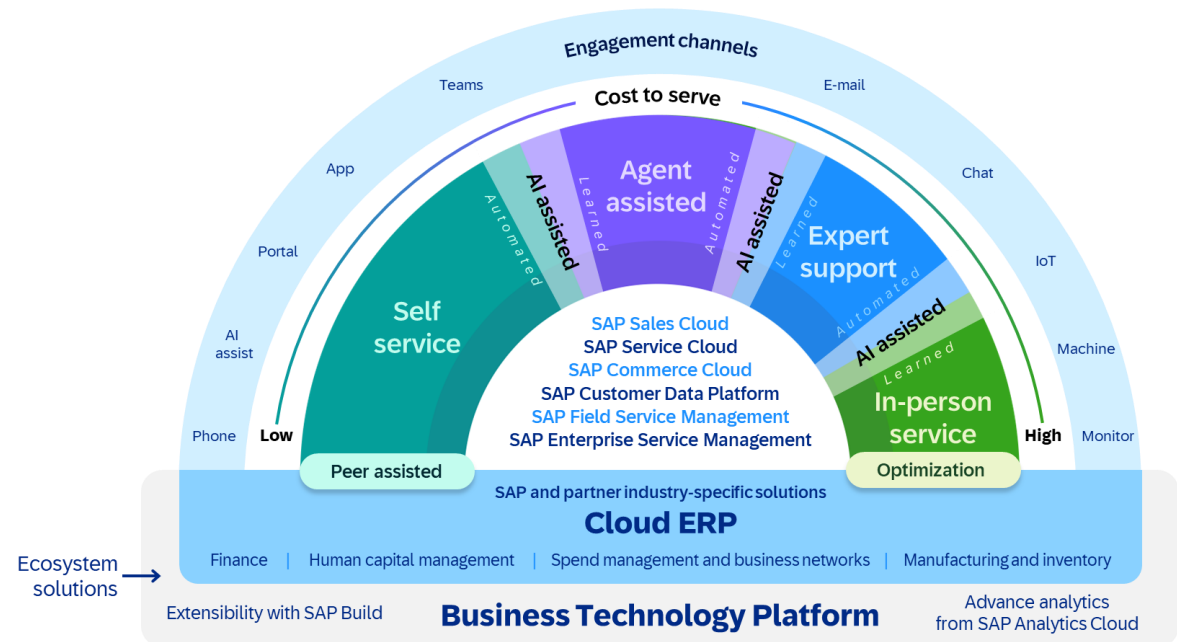 Engagement channels
Teams
E-mail
Cost to serve
App
Chat
Portal
IoT
AI
assist
Machine
Phone
Monitor
Low
High
Self
service
Automated
AI assisted
Learned
Agent
assisted
Automated
AI assisted
Learned
Expert
support
Automated
AI assisted
Learned
In-person
service
SAP Sales Cloud
SAP Service Cloud
SAP Commerce Cloud
SAP Customer Data Platform
SAP Field Service Management
SAP Enterprise Service Management
Peer assisted
Optimization
SAP and partner industry-specific solutions
Cloud ERP
Finance | Human capital management | Spend management and business networks | Manufacturing and inventory
Ecosystem
solutions
Extensibility with SAP Build
Business Technology Platform
Advance analytics
from SAP Analytics Cloud